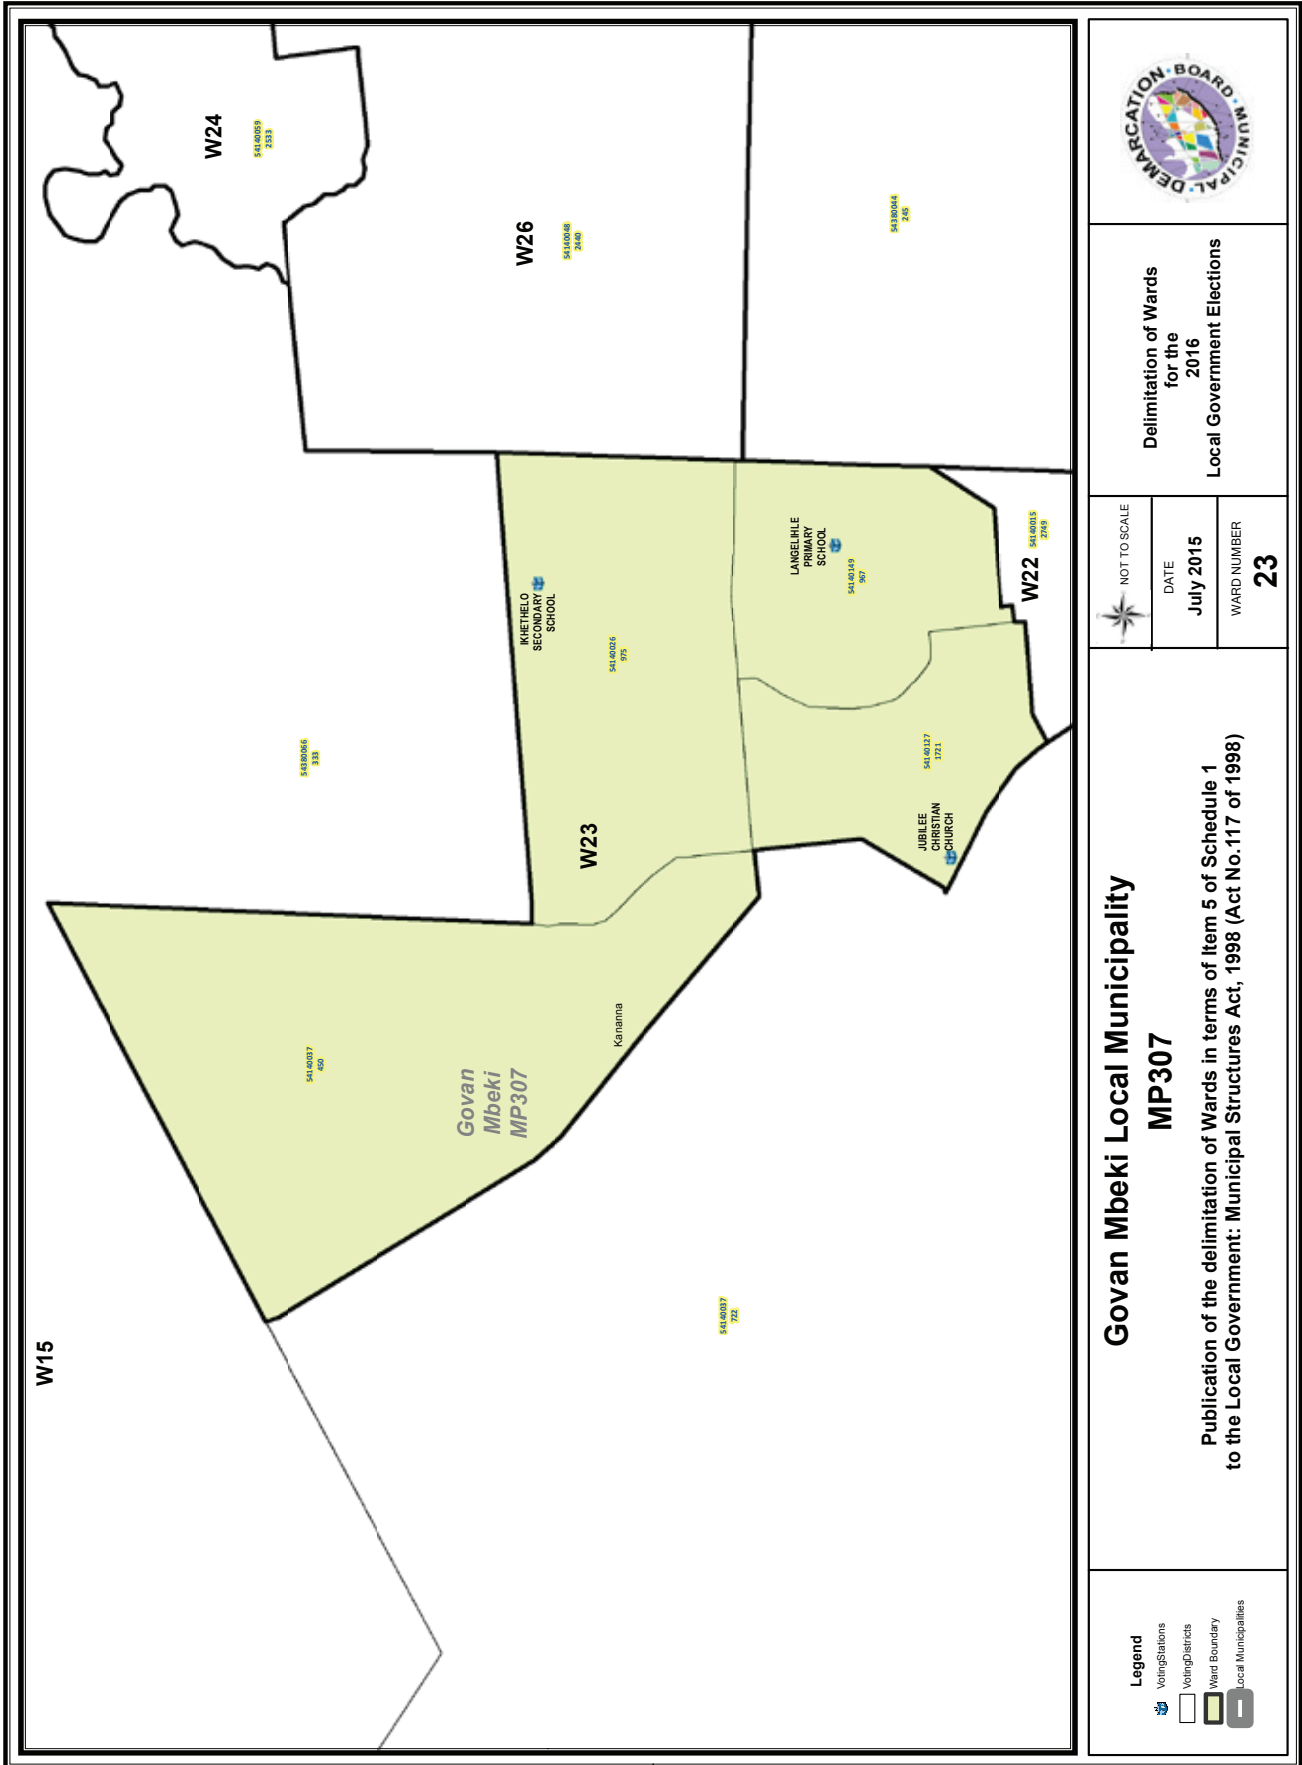 W15
W24
54140059
2533
W26
54140048
2440
54380044
245
54380066
333
IKHETHELO
SECONDARY
SCHOOL
54140026
975
W23
LANGELIHLE
PRIMARY
SCHOOL
54140149
967
W22
54140015
2749
54140127
1721
JUBILEE
CHRISTIAN
CHURCH
54140037
450
Govan
Mbeki
MP307
Kananna
54140037
722
Legend
VotingStations
VotingDistricts
Ward Boundary
Local Municipalities
Govan Mbeki Local Municipality
MP307
Publication of the delimitation of Wards in terms of Item 5 of Schedule 1
to the Local Government: Municipal Structures Act, 1998 (Act No.117 of 1998)
NOT TO SCALE
DATE
July 2015
WARD NUMBER
23
Delimitation of Wards
for the
2016
Local Government Elections
MUNICIPAL·DEMARCATION·BOARD·